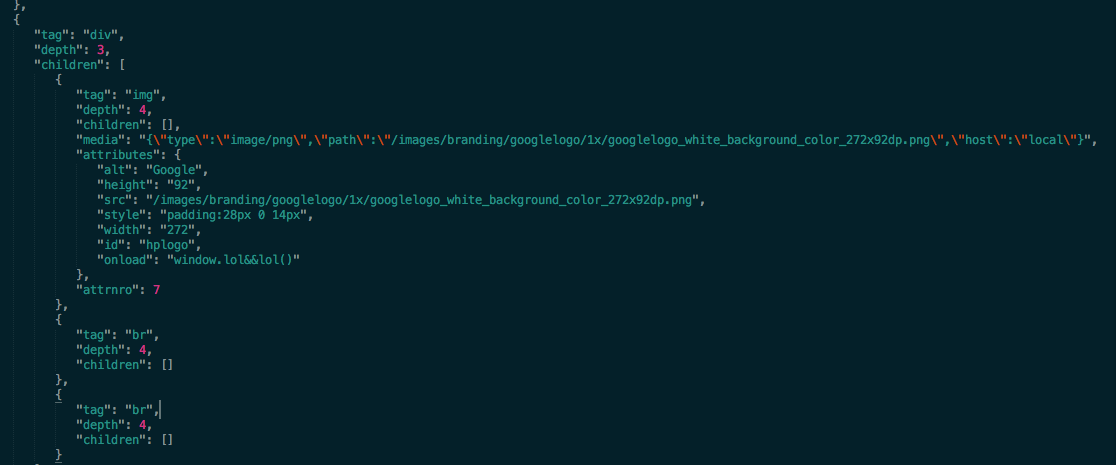 },
{
"tag": "div",
"depth": 3,
"children": [
{
"tag": "img",
"depth": 4,
"children": [],
"media": "{\"type\":\"image/png\",\"path\":\"/images/branding/googlelogo/1x/googlelogo_white_background_color_272x92dp.png\",\"host\":\"local\"}",
"attributes": {
"alt": "Google",
"height": "92",
"src": "/images/branding/googlelogo/1x/googlelogo_white_background_color_272x92dp.png",
"style": "padding:28px 0 14px",
"width": "272",
"id": "hplogo",
"onload": "window.lol&&lol()"
},
"attrnro": 7
},
{
"tag": "br",
"depth": 4,
"children": []
},
{
"tag": "br",
"depth": 4,
"children": []
}